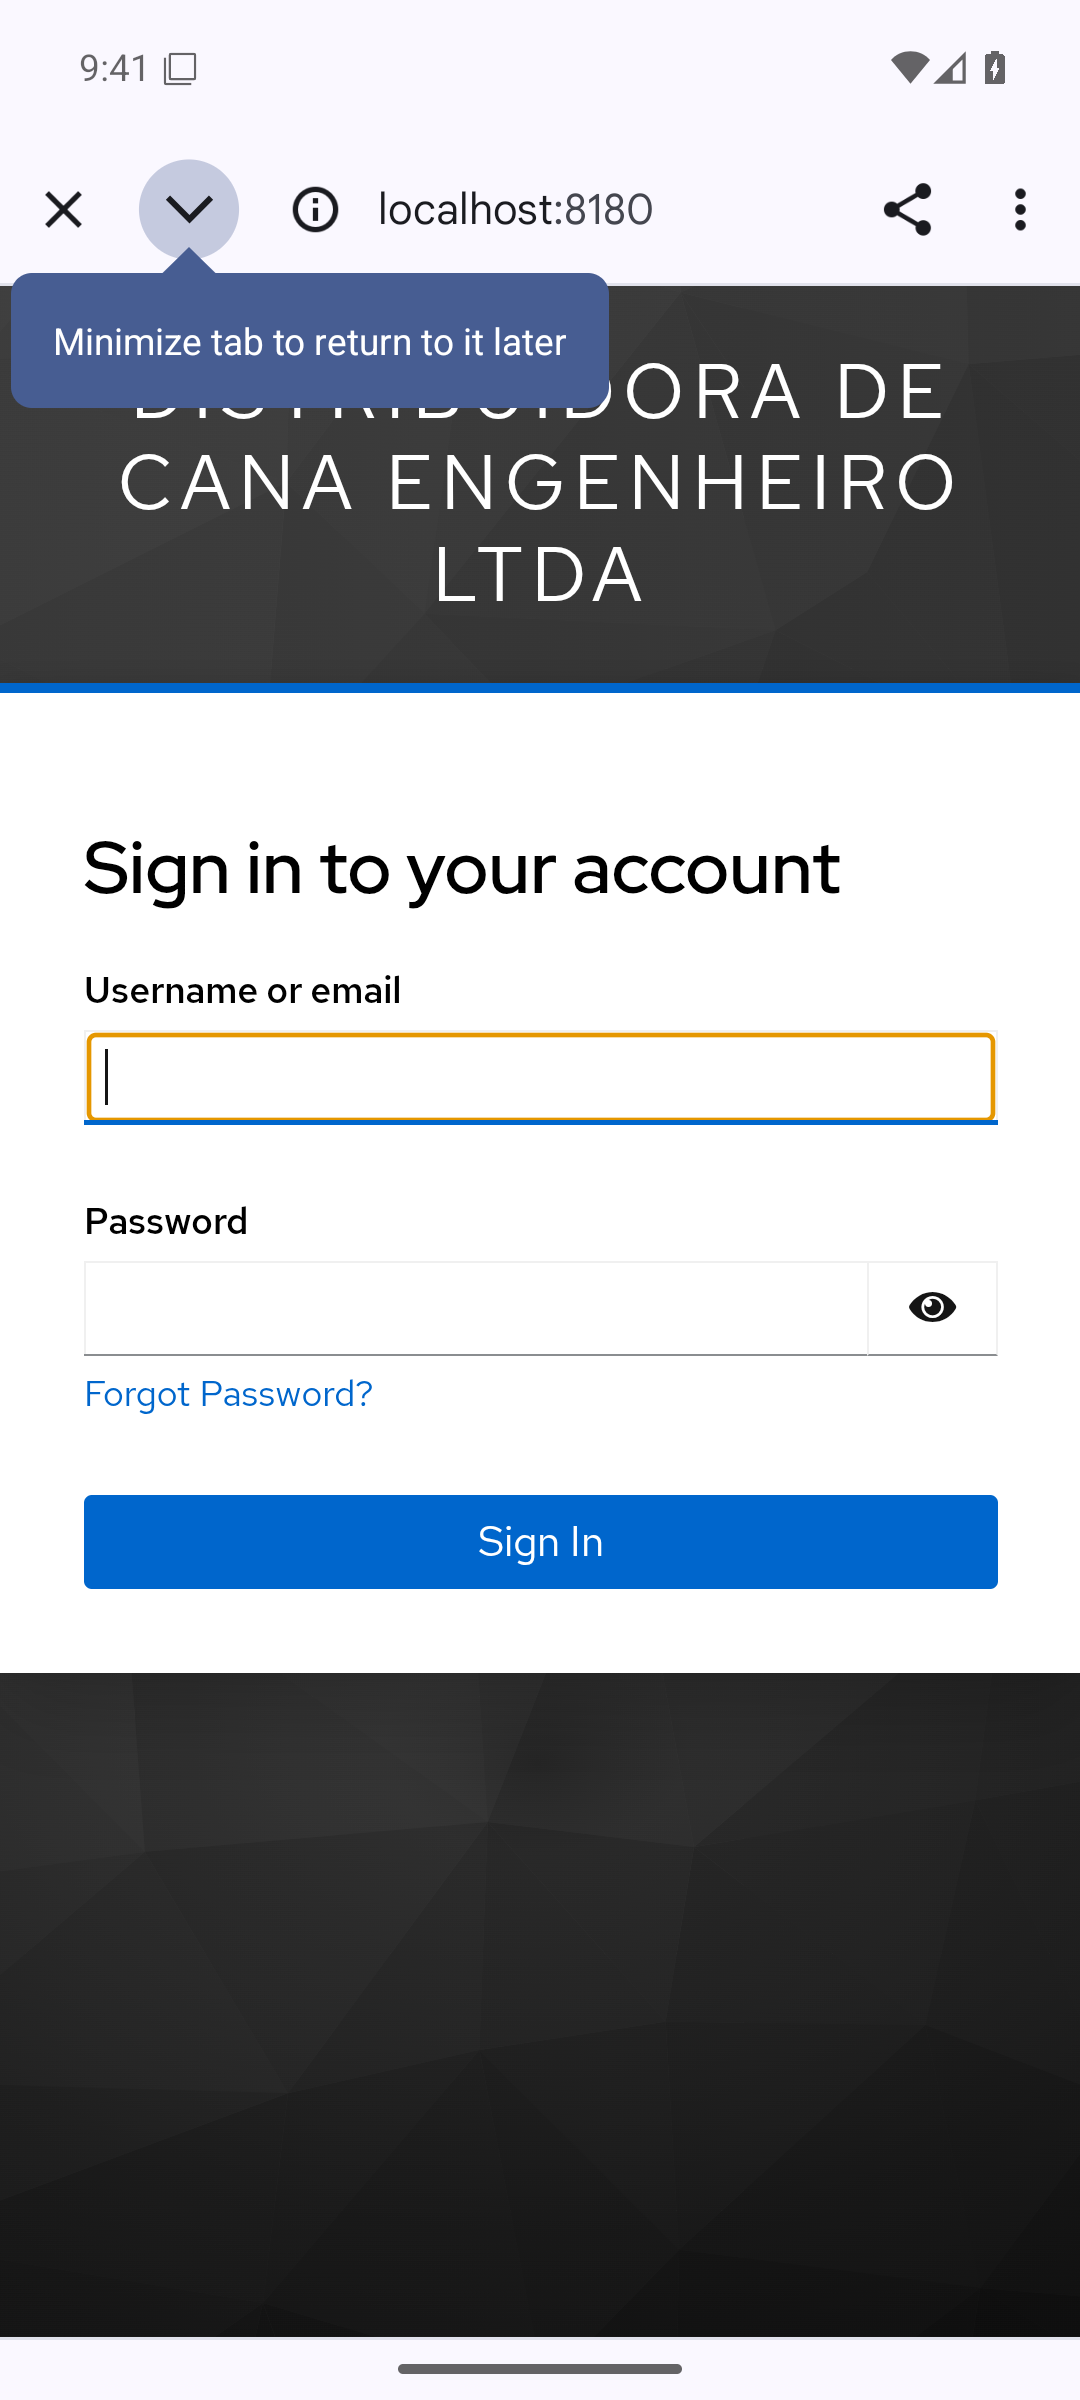 9:41
localhost:8180
Minimize tab to return to it later
DISTRIBUIDORA DE
CANA ENGENHEIRO
LTDA
Sign in to your account
Username or email
Password
Forgot Password?
Sign In